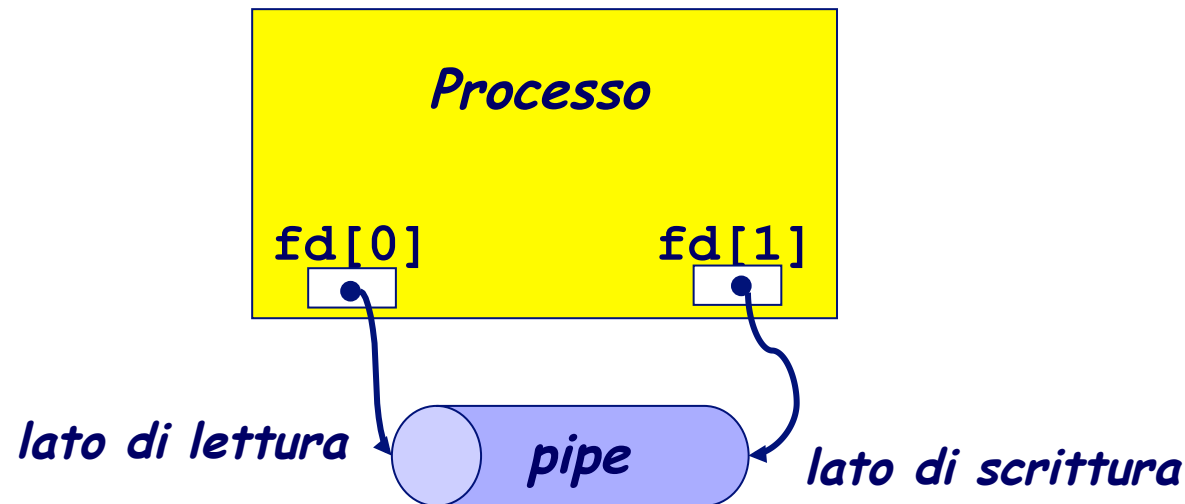 Processo
fd[0]
fd[1]
lato di lettura
pipe
lato di scrittura